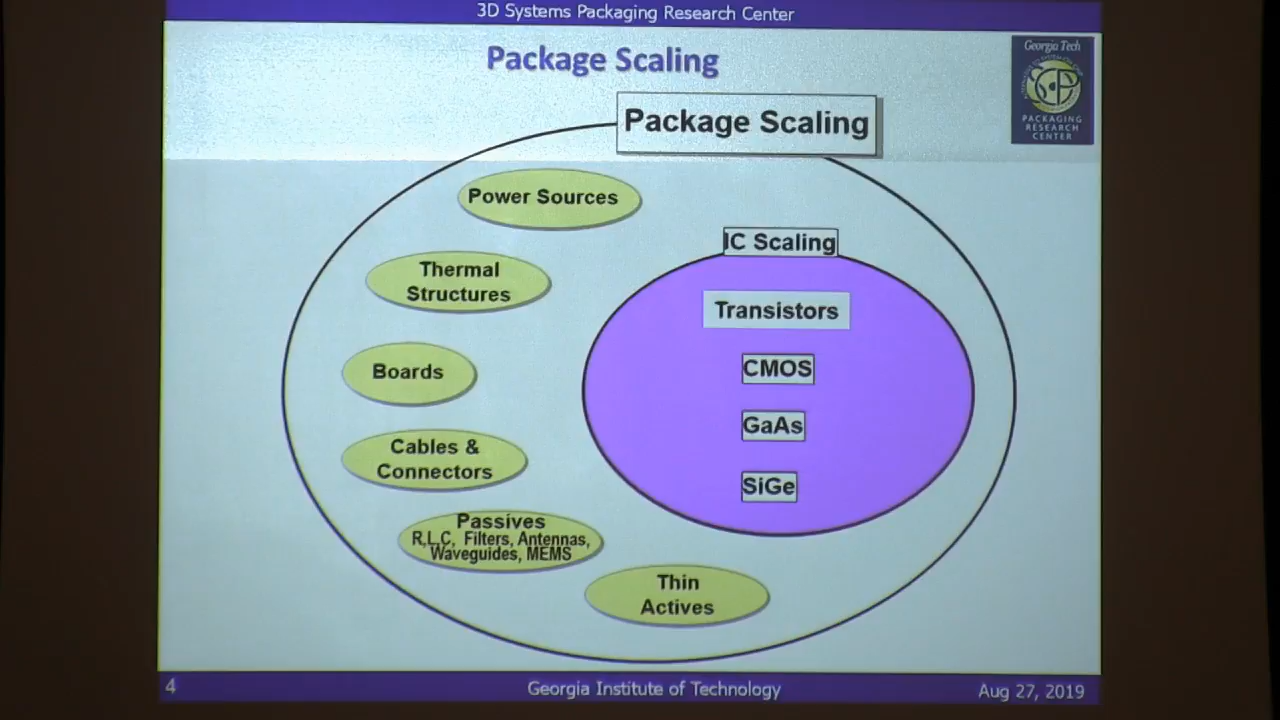 3D Systems Packaging Research Center
Package Scaling
Georgia Tech
PACKAGING
RESEARCH
CENTER
Package Scaling
Power Sources
IC Scaling
Thermal
Structures
Transistors
Boards
CMOS
GaAs
Cables &
Connectors
SiGe
Passives
R,L,C, Filters, Antennas,
Waveguides, MEMS
Thin
Actives
4
Georgia Institute of Technology
Aug 27, 2019